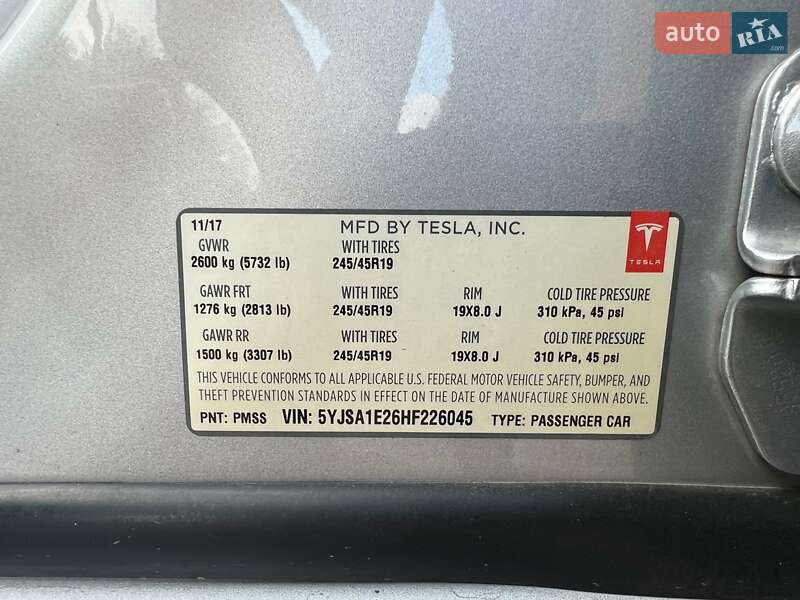 auto RIA.com
11/17 MFD BY TESLA, INC.
GVWR WITH TIRES
2600 kg (5732 lb) 245/45R19
TESLA
GAWR FRT WITH TIRES RIM COLD TIRE PRESSURE
1276 kg (2813 lb) 245/45R19 19X8.0 J 310 kPa, 45 psi
GAWR RR WITH TIRES RIM COLD TIRE PRESSURE
1500 kg (3307 lb) 245/45R19 19X8.0 J 310 kPa, 45 psi
THIS VEHICLE CONFORMS TO ALL APPLICABLE U.S. FEDERAL MOTOR VEHICLE SAFETY, BUMPER, AND
THEFT PREVENTION STANDARDS IN EFFECT ON THE DATE OF MANUFACTURE SHOWN ABOVE.
PNT: PMSS VIN: 5YJSA1E26HF226045 TYPE: PASSENGER CAR